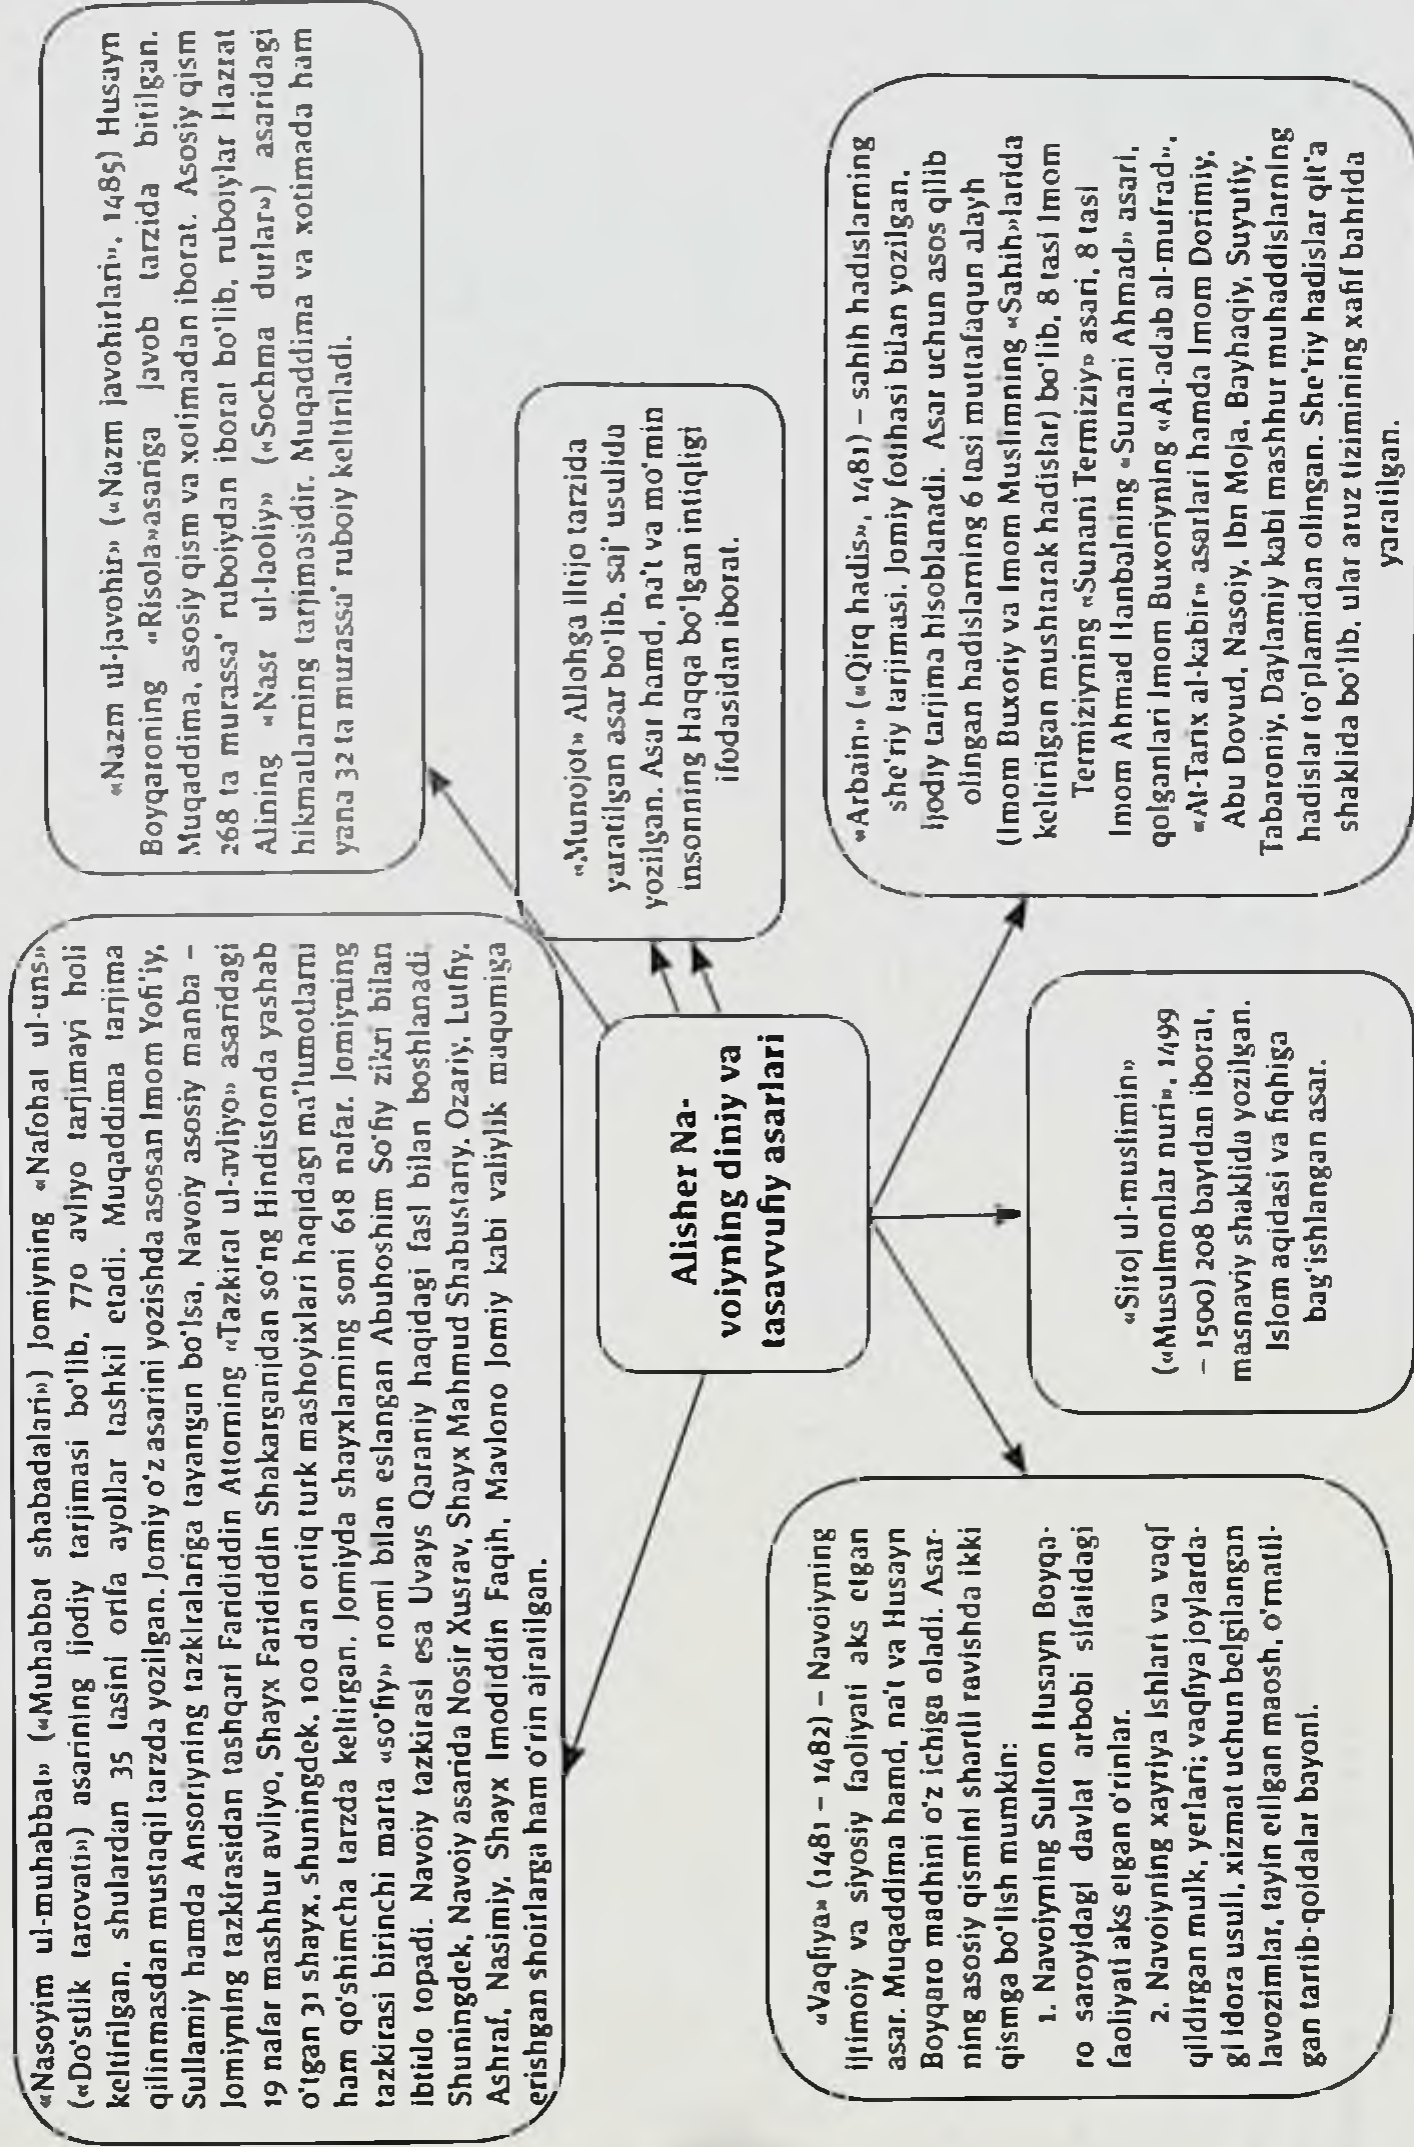 «Nasoyim ul-muhabbat» («Muhabbat shabadalari») Jomiyning «Nafohat ul-uns»
(«Do'stlik tarovati») asarining ijodiy tarjimasi bo'lib, 770 avliyo tarjimayi holi
keltirilgan, shulardan 35 tasini orifa ayollar tashkil etadi. Muqaddima tarjima
qilinmasdan mustaqil tarzda yozilgan. Jomiy o'z asarini yozishda asosan Imom Yofi'iy,
Sullamiy hamda Ansoriyning tazkiralariga tayangan bo'lsa, Navoiy asosiy manba –
Jomiyning tazkirasidan tashqari Farididdin Attorning «Tazkirat ul-avliyo» asaridagi
19 nafar mashhur avliyo, Shayx Farididdin Shakarganjdan so'ng Hindistonda yashab
o'tgan 31 shayx, shuningdek, 100 dan ortiq turk mashoyixlari haqidagi ma'lumotlarni
ham qo'shimcha tarzda keltirgan. Jomiyda shayxlarning soni 618 nafar. Jomiyning
tazkirasi birinchi marta «so'fiy» nomi bilan eslangan Abuhoshim So'fiy zikri bilan
ibtido topadi. Navoiy tazkirasi esa Uvays Qaraniy haqidagi fasl bilan boshlanadi.
Shuningdek, Navoiy asarida Nosir Xusrav, Shayx Mahmud Shabustariy, Ozariy, Lutfiy,
Ashraf, Nasimiy, Shayx Imodiddin Faqih, Mavlono Jomiy kabi valiylik maqomiga
erishgan shoirlarga ham o'rin ajratilgan.
«Nazm ul-javohir» («Nazm javohirlari», 1485) Husayn
Boyqaroning «Risola»asariga javob tarzida bitilgan.
Muqaddima, asosiy qism va xotimadan iborat. Asosiy qism
268 ta murassa' ruboiydan iborat bo'lib, ruboiylar Hazrat
Alining «Nasr ul-laoliy» («Sochma durlar») asaridagi
hikmatlarning tarjimasidir. Muqaddima va xotimada ham
yana 32 ta murassa' ruboiy keltiriladi.
«Munojot» Allohga iltijo tarzida
yaratilgan asar bo'lib, saj' usulida
yozilgan. Asar hamd, na't va mo'min
insonning Haqqa bo'lgan intiqligi
ifodasidan iborat.
Alisher Na-
voiyning diniy va
tasavvufiy asarlari
«Vaqfiya» (1481 – 1482) – Navoiyning
ijtimoiy va siyosiy faoliyati aks etgan
asar. Muqaddima hamd, na't va Husayn
Boyqaro madhini o'z ichiga oladi. Asar-
ning asosiy qismini shartli ravishda ikki
qismga bo'lish mumkin:
1. Navoiyning Sulton Husayn Boyqa-
ro saroyidagi davlat arbobi sifatidagi
faoliyati aks etgan o'rinlar.
2. Navoiyning xayriya ishlari va vaqf
qildirgan mulk, yerlari; vaqfiya joylarda-
gi idora usuli, xizmat uchun belgilangan
lavozimlar, tayin etilgan maosh, o'rnatil-
gan tartib-qoidalar bayoni.
«Siroj ul-muslimin»
(«Musulmonlar nuri», 1499
– 1500) 208 baytdan iborat,
masnaviy shaklida yozilgan.
Islom aqidasi va fiqhiga
bag'ishlangan asar.
«Arbain» («Qirq hadis», 1481) – sahih hadislarning
she'riy tarjimasi. Jomiy fotihasi bilan yozilgan,
ijodiy tarjima hisoblanadi. Asar uchun asos qilib
olingan hadislarning 6 tasi muttafaqun alayh
(Imom Buxoriy va Imom Muslimning «Sahih»larida
keltirilgan mushtarak hadislar) bo'lib, 8 tasi Imom
Termiziyning «Sunani Termiziy» asari, 8 tasi
Imom Ahmad Hanbalning «Sunani Ahmad» asari,
qolganlari Imom Buxoriyning «Al-adab al-mufrad»,
«At-Tarix al-kabir» asarlari hamda Imom Dorimiy,
Abu Dovud, Nasoiy, Ibn Moja, Bayhaqiy, Suyutiy,
Tabaroniy, Daylamiy kabi mashhur muhaddislarning
hadislar to'plamidan olingan. She'riy hadislar qit'a
shaklida bo'lib, ular aruz tizimining xafif bahrida
yaratilgan.